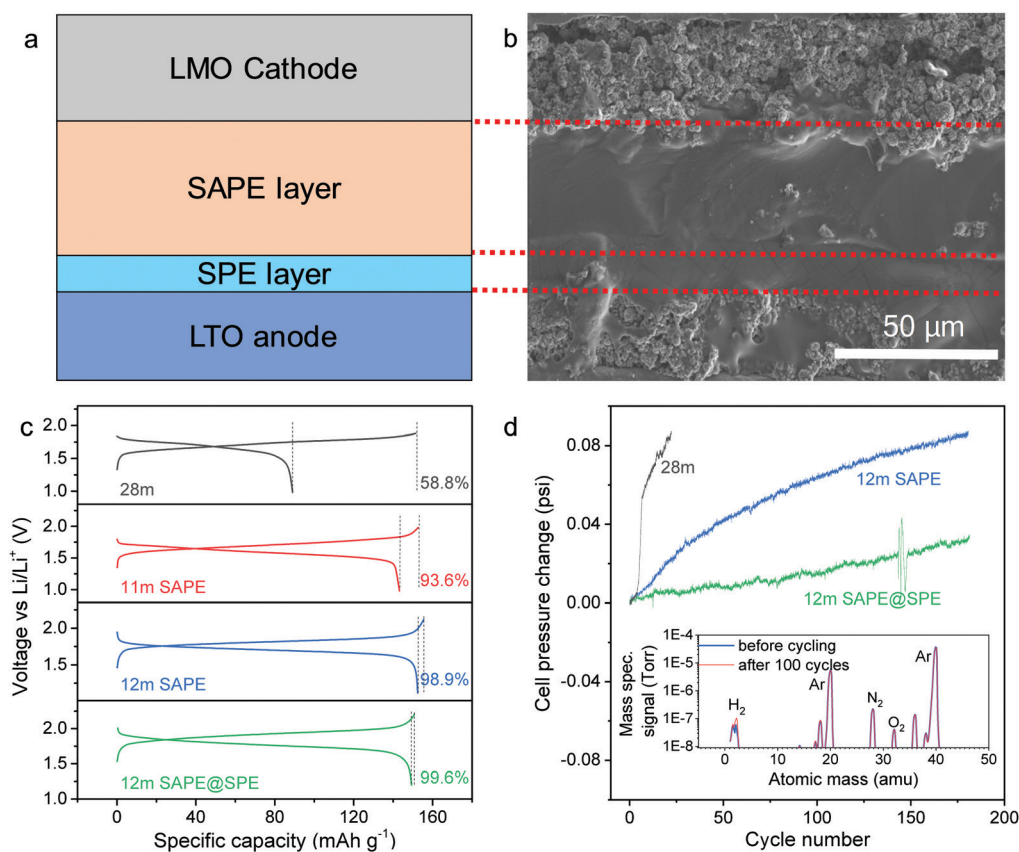 a
LMO Cathode
SAPE layer
SPE layer
LTO anode
b
50 µm
c
Voltage vs Li/Li⁺ (V)
2.0
1.5
1.0
28m
58.8%
2.0
1.5
1.0
11m SAPE
93.6%
2.50
1.75
12m SAPE
98.9%
2.0
1.5
1.0
12m SAPE@SPE
99.6%
0 40 80 120 160
Specific capacity (mAh g⁻¹)
d
Cell pressure change (psi)
0.08
0.04
0.00
-0.04
-0.08
28m
12m SAPE
12m SAPE@SPE
Mass spec.
signal (Torr)
1E-4
1E-5
1E-6
1E-7
1E-8
before cycling
after 100 cycles
H₂
Ar
N₂
O₂
Ar
0 10 20 30 40 50
Atomic mass (amu)
0 50 100 150 200
Cycle number